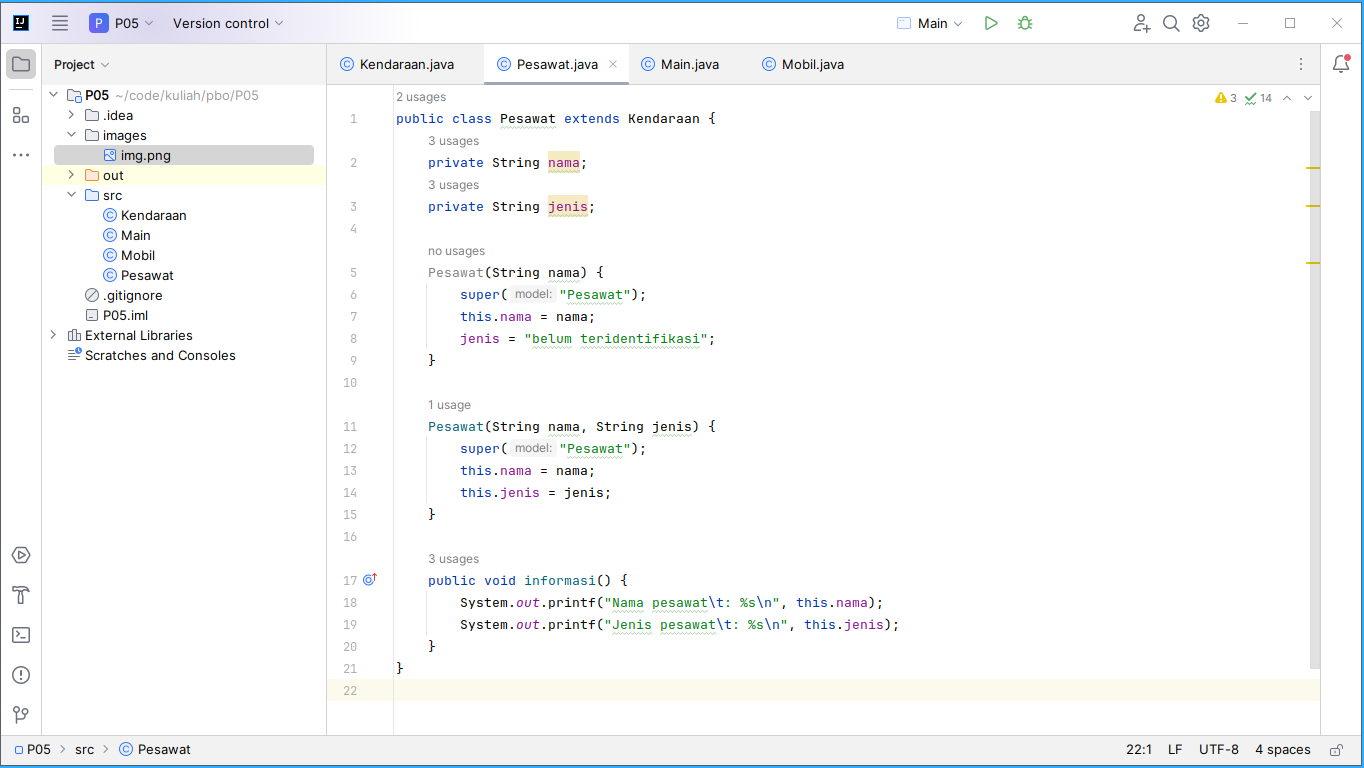 P P05 Version control Main
Project
Kendaraan.java Pesawat.java Main.java Mobil.java
P05 ~/code/kuliah/pbo/P05
.idea
images
img.png
out
src
Kendaraan
Main
Mobil
Pesawat
.gitignore
P05.iml
External Libraries
Scratches and Consoles
2 usages
3 14
1 public class Pesawat extends Kendaraan {
3 usages
2 private String nama;
3 usages
3 private String jenis;
4
no usages
5 Pesawat(String nama) {
6 super( model: "Pesawat");
7 this.nama = nama;
8 jenis = "belum teridentifikasi";
9 }
10
1 usage
11 Pesawat(String nama, String jenis) {
12 super( model: "Pesawat");
13 this.nama = nama;
14 this.jenis = jenis;
15 }
16
3 usages
17 public void informasi() {
18 System.out.printf("Nama pesawat\t: %s\n", this.nama);
19 System.out.printf("Jenis pesawat\t: %s\n", this.jenis);
20 }
21 }
22
P05 > src > Pesawat 22:1 LF UTF-8 4 spaces